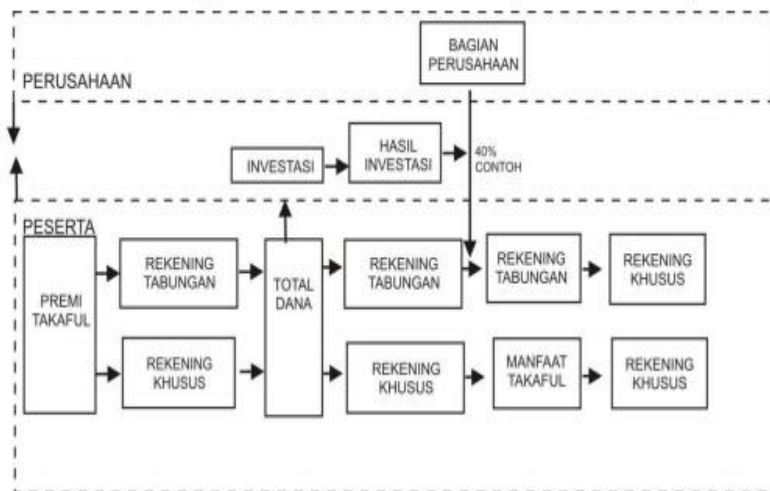 BAGIAN
PERUSAHAAN
PERUSAHAAN
HASIL
INVESTASI
INVESTASI
40%
CONTOH
PESERTA
PREMI
TAKAFUL
REKENING
TABUNGAN
TOTAL
DANA
REKENING
TABUNGAN
REKENING
TABUNGAN
REKENING
KHUSUS
REKENING
KHUSUS
REKENING
KHUSUS
MANFAAT
TAKAFUL
REKENING
KHUSUS